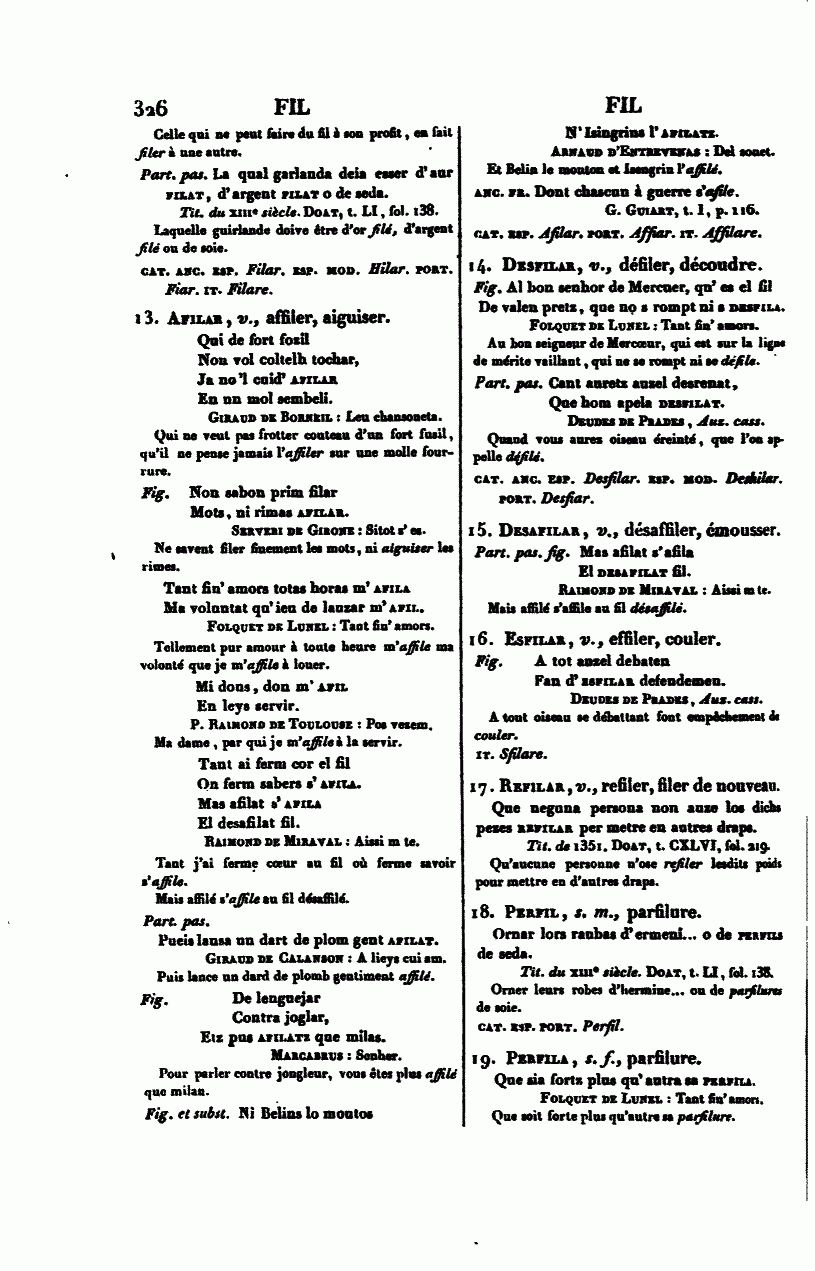 326 FIL
Celle qui ne peut faire du fil à son profit, en fait
filer à une autre.
Part. pas. La qual garlanda deia esser d'aur
FILAT, d'argent FILAT o de seda.
Tit. du XIIIe siècle. DOAT, t. LI, fol. 138.
Laquelle guirlande doive être d'or filé, d'argent
filé ou de soie.
CAT. ANC. ESP. Filar. ESP. MOD. Hilar. PORT.
Fiar. IT. Filare.
13. AFILAR, v., affiler, aiguiser.
Qui de fort fozil
Non vol coltelh tochar,
Ja no'l cuid' AFILAR
En un mol sembeli.
GIRAUD DE BORNEIL : Leu chansoneta.
Qui ne veut pas frotter couteau d'un fort fusil,
qu'il ne pense jamais l'affiler sur une molle four-
rure.
Fig. Non sabon prim filar
Mots, ni rimas AFILAR.
SERVERI DE GIRONE : Sitot s' es.
Ne savent filer finement les mots, ni aiguiser les
rimes.
Tant fin' amors totas horas m' AFILA
Ma voluntat qu'ieu de lauzar m' AFIL.
FOLQUET DE LUNEL : Tant fin' amors.
Tellement pur amour à toute heure m'affile ma
volonté que je m'affile à louer.
Mi dons, don m' AFIL
En leys servir.
P. RAIMOND DE TOULOUSE : Pos vezem.
Ma dame, par qui je m'affile à la servir.
Tant ai ferm cor el fil
On ferm sabers s' AFILA.
Mas afilat s' AFILA
El desafilat fil.
RAIMOND DE MIRAVAL : Aissi m te.
Tant j'ai ferme cœur au fil où ferme savoir
s'affile.
Mais affilé s'affile au fil désaffilé.
Part. pas.
Pueis lansa un dart de plom gent AFILAT.
GIRAUD DE CALANSON : A lieys cui am.
Puis lance un dard de plomb gentiment affilé.
Fig. De lenguejar
Contra joglar,
Etz pus AFILATZ que milas.
MARCABRUS : Senher.
Pour parler contre jongleur, vous êtes plus affilé
que milan.
Fig. et subst. Ni Belins lo moutos
FIL
N' Isingrins l' AFILATZ.
ARNAUD D'ENTREVENAS : Del sonet.
Et Belin le mouton et Isengrin l'affilé.
ANC. FR. Dont chascun à guerre s'afile.
G. GUIART, t. I, p. 116.
CAT. ESP. Afilar. PORT. Affiar. IT. Affilare.
14. DESFILAR, v., défiler, découdre.
Fig. Al bon senhor de Mercuer, qu' es el fil
De valen pretz, que no s romp ni s DESFILA.
FOLQUET DE LUNEL : Tant fin' amors.
Au bon seigneur de Mercœur, qui est sur la ligne
de mérite vaillant, qui ne se rompt ni se défile.
Part. pas. Cant auretz auzel desrenat,
Que hom apela DESFILAT.
DEUDES DE PRADES, Aus. cass.
Quand vous aurez oiseau éreinté, que l'on ap-
pelle défilé.
CAT. ANC. ESP. Desfilar. ESP. MOD. Deshilar.
PORT. Desfiar.
15. DESAFILAR, v., désaffiler, émousser.
Part. pas. fig. Mas afilat s' afila
El DESAFILAT fil.
RAIMOND DE MIRAVAL : Aissi m te.
Mais affilé s'affile au fil désaffilé.
16. ESFILAR, v., effiler, couler.
Fig. A tot auzel debaten
Fan d' ESFILAR defendemen.
DEUDES DE PRADES, Aus. cass.
A tout oiseau se débattant font empêchement de
couler.
IT. Sfilare.
17. REFILAR, v., refiler, filer de nouveau.
Que neguna persona non auze los dichs
pezes REFILAR per metre en autres draps.
Tit. de 1351. DOAT, t. CXLVI, fol. 219.
Qu'aucune personne n'ose refiler lesdits poids
pour mettre en d'autres draps.
18. PERFIL, s. m., parfilure.
Ornar lors raubas d' ermeni... o de PERFILS
de seda.
Tit. du XIIIe siècle. DOAT, t. LI, fol. 138.
Orner leurs robes d'hermine... ou de parfilures
de soie.
CAT. ESP. PORT. Perfil.
19. PERFILA, s. f., parfilure.
Que sia fortz plus qu' autra sa PERFILA.
FOLQUET DE LUNEL : Tant fin' amors.
Que soit forte plus qu'autre sa parfilure.